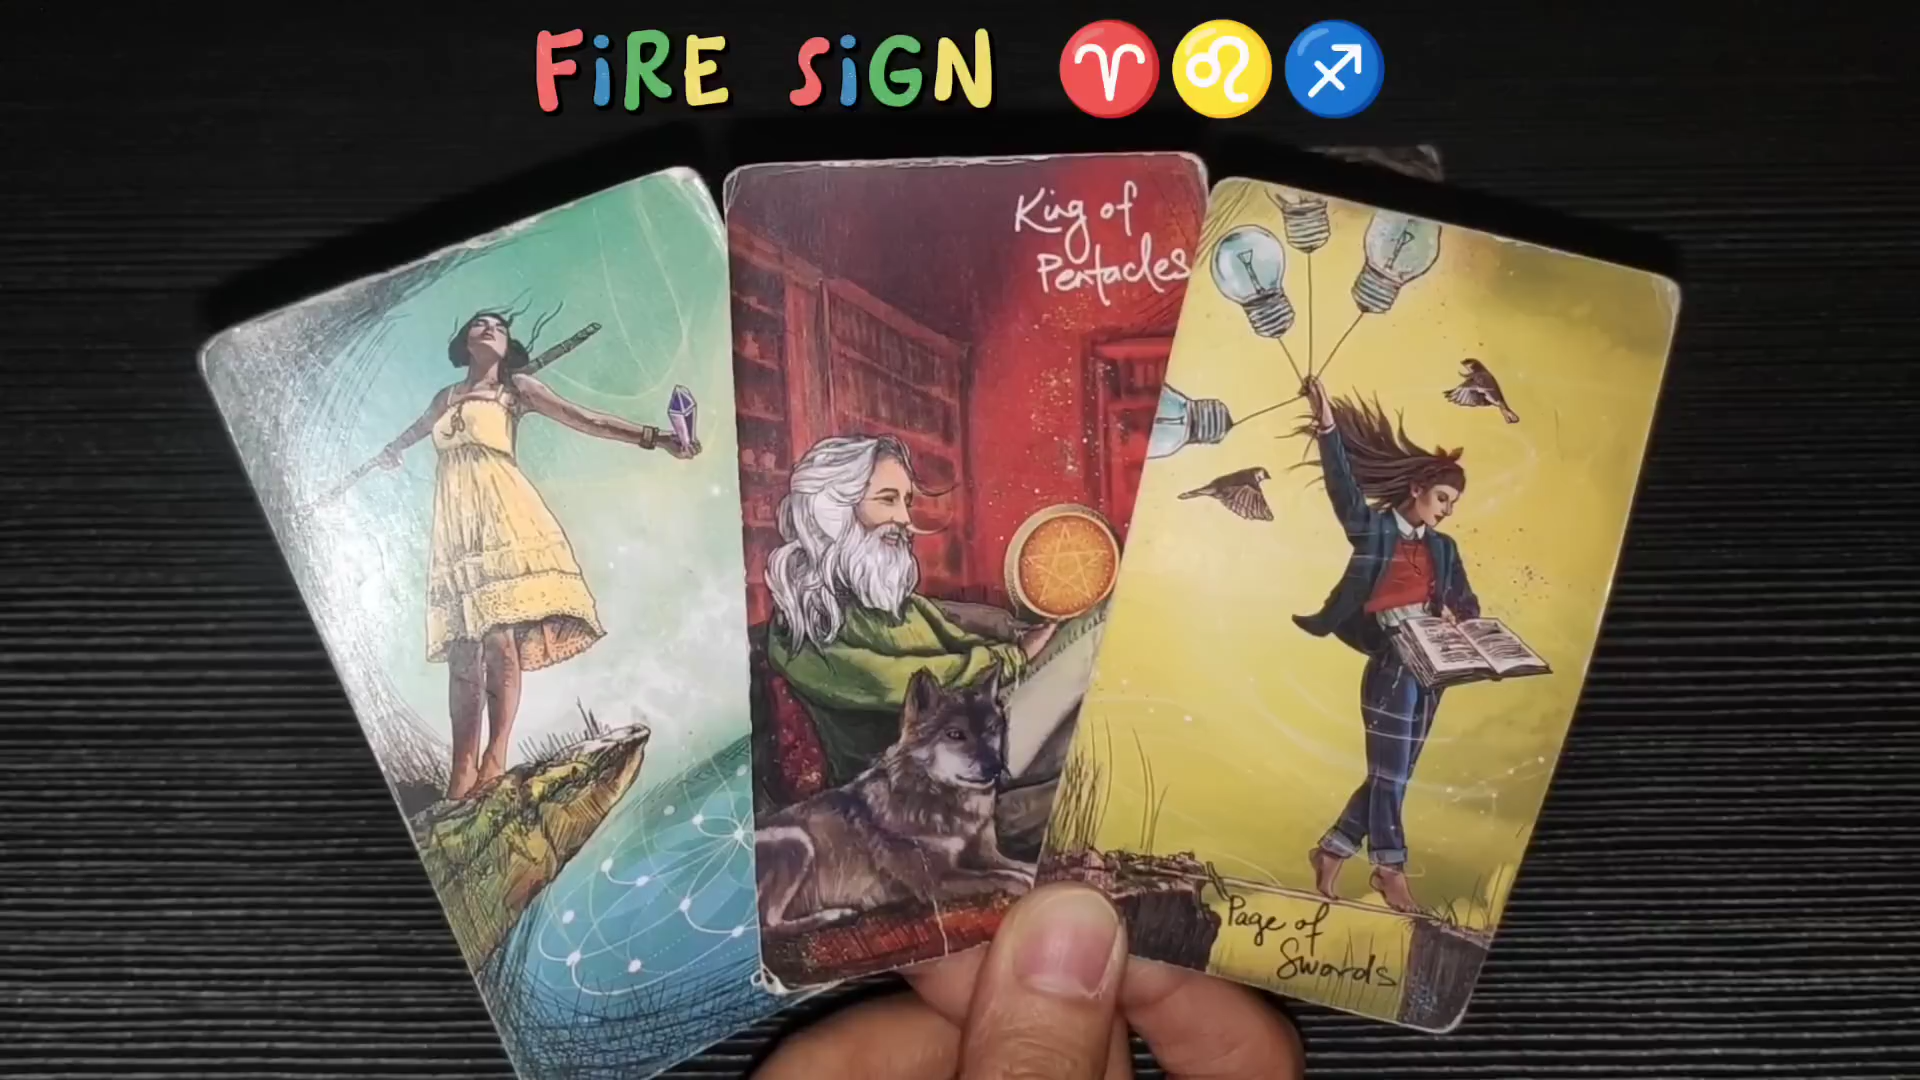 FiRE SiGN ♈♌♐
King of
Pentacles
Page of
Swords